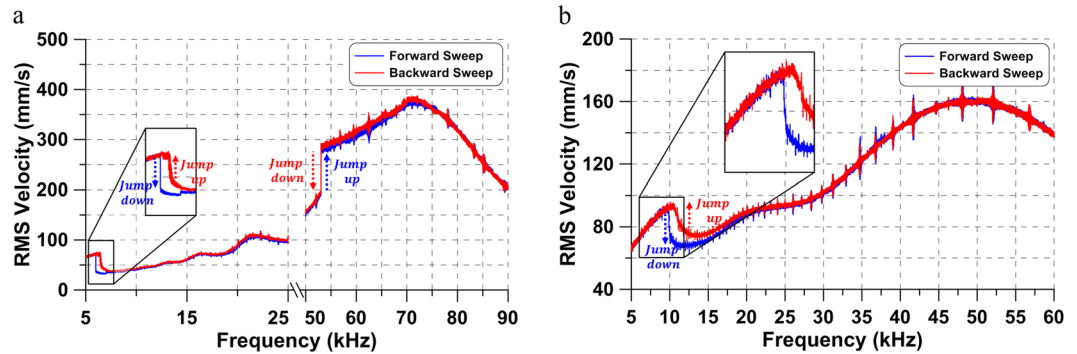 a
b
500
400
300
200
100
0
RMS Velocity (mm/s)
Forward Sweep
Backward Sweep
Jump
up
Jump
down
Jump
down
Jump
up
5
15
25
50
60
70
80
90
Frequency (kHz)
200
160
120
80
40
RMS Velocity (mm/s)
Forward Sweep
Backward Sweep
Jump
up
Jump
down
5
10
15
20
25
30
35
40
45
50
55
60
Frequency (kHz)